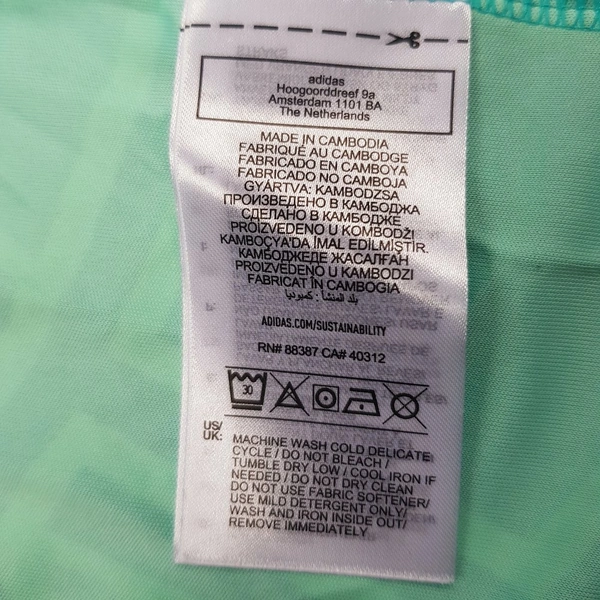 adidas
Hoogoorddreef 9a
Amsterdam 1101 BA
The Netherlands
MADE IN CAMBODIA
FABRIQUÉ AU CAMBODGE
FABRICADO EN CAMBOYA
FABRICADO NO CAMBOJA
GYÁRTVA: KAMBODZSA
ПРОИЗВЕДЕНО В КАМБОДЖА
СДЕЛАНО В КАМБОДЖЕ
PROIZVEDENO U KOMBODŽI
KAMBOÇYA'DA İMAL EDİLMİŞTİR.
КАМБОДЖЕДЕ ЖАСАЛҒАН
PROIZVEDENO U KAMBODZI
FABRICAT ÎN CAMBOGIA
بلد المنشأ : كمبوديا
ADIDAS.COM/SUSTAINABILITY
RN# 88387 CA# 40312
30
US/
UK:
MACHINE WASH COLD DELICATE
CYCLE / DO NOT BLEACH /
TUMBLE DRY LOW / COOL IRON IF
NEEDED / DO NOT DRY CLEAN
DO NOT USE FABRIC SOFTENER/
USE MILD DETERGENT ONLY/
WASH AND IRON INSIDE OUT/
REMOVE IMMEDIATELY